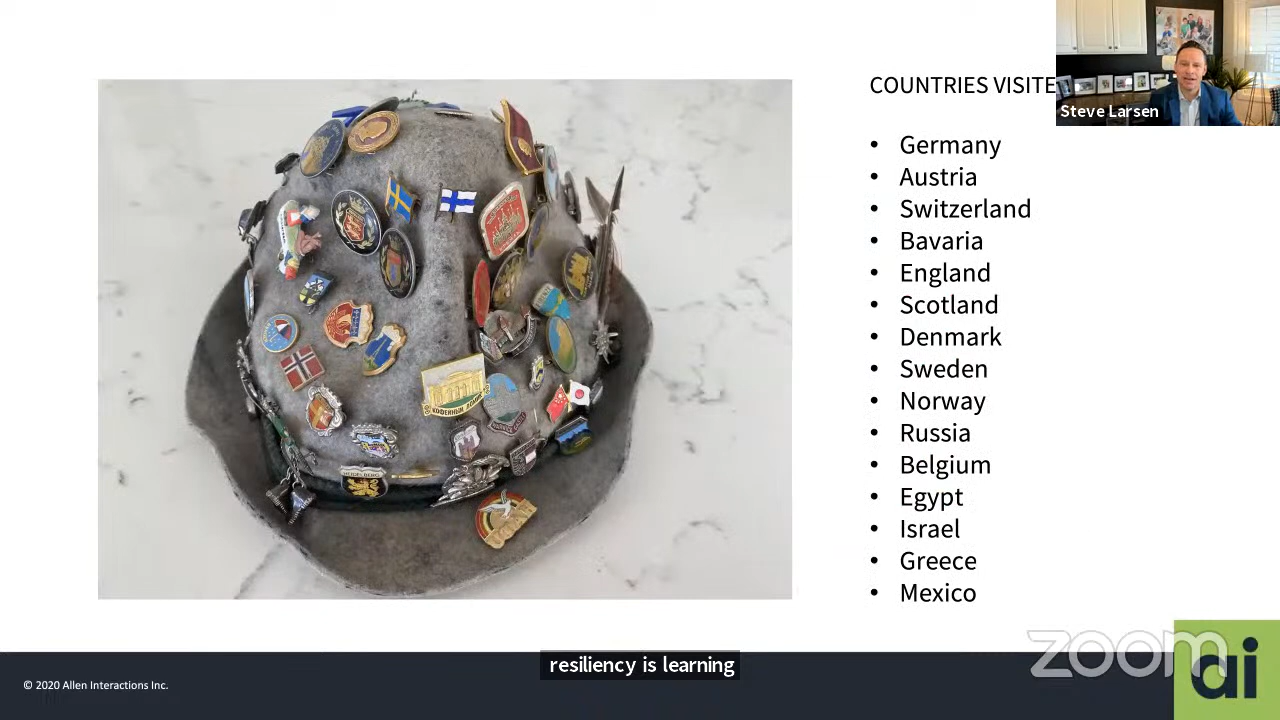 COUNTRIES VISITE
Steve Larsen
• Germany
• Austria
• Switzerland
• Bavaria
• England
• Scotland
• Denmark
• Sweden
• Norway
• Russia
• Belgium
• Egypt
• Israel
• Greece
• Mexico
HEIDELBERG
zoom
ai
resiliency is learning
© 2020 Allen Interactions Inc.